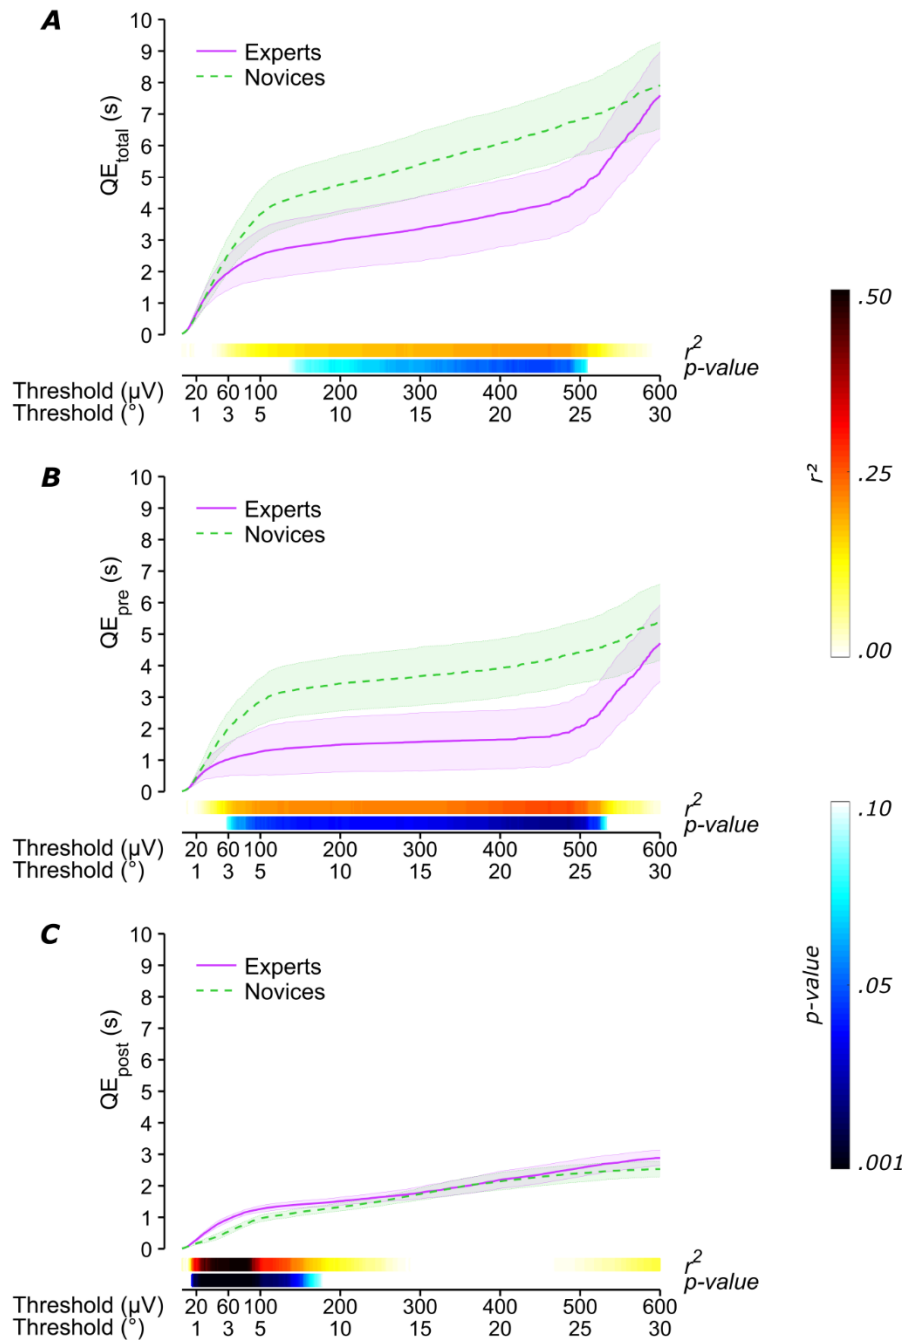 A
10
9
8
7
6
5
4
3
2
1
0
QE_total (s)
Experts
Novices
r²
p-value
Threshold (µV) 20 60 100 200 300 400 500 600
Threshold (°) 1 3 5 10 15 20 25 30
B
10
9
8
7
6
5
4
3
2
1
0
QE_pre (s)
Experts
Novices
r²
p-value
Threshold (µV) 20 60 100 200 300 400 500 600
Threshold (°) 1 3 5 10 15 20 25 30
C
10
9
8
7
6
5
4
3
2
1
0
QE_post (s)
Experts
Novices
r²
p-value
Threshold (µV) 20 60 100 200 300 400 500 600
Threshold (°) 1 3 5 10 15 20 25 30
.50
r²
.25
.00
.10
p-value
.05
.001